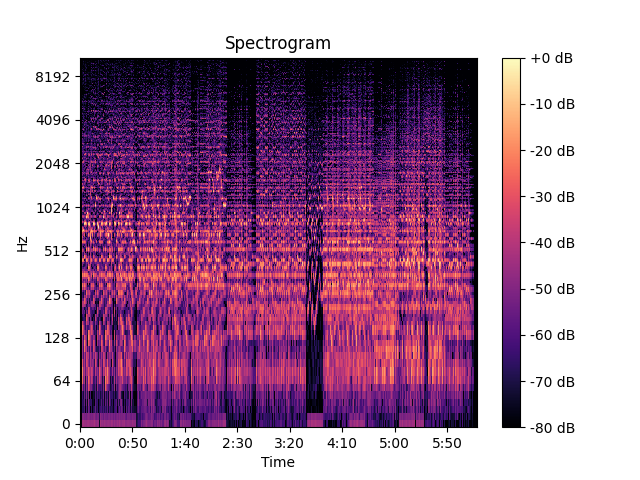 Spectrogram
Hz
8192
4096
2048
1024
512
256
128
64
0
0:00 0:50 1:40 2:30 3:20 4:10 5:00 5:50
Time
+0 dB
-10 dB
-20 dB
-30 dB
-40 dB
-50 dB
-60 dB
-70 dB
-80 dB